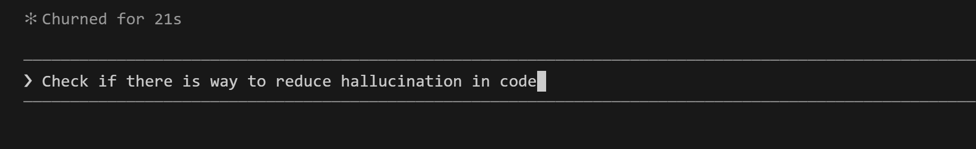 ✻ Churned for 21s
❯ Check if there is way to reduce hallucination in code